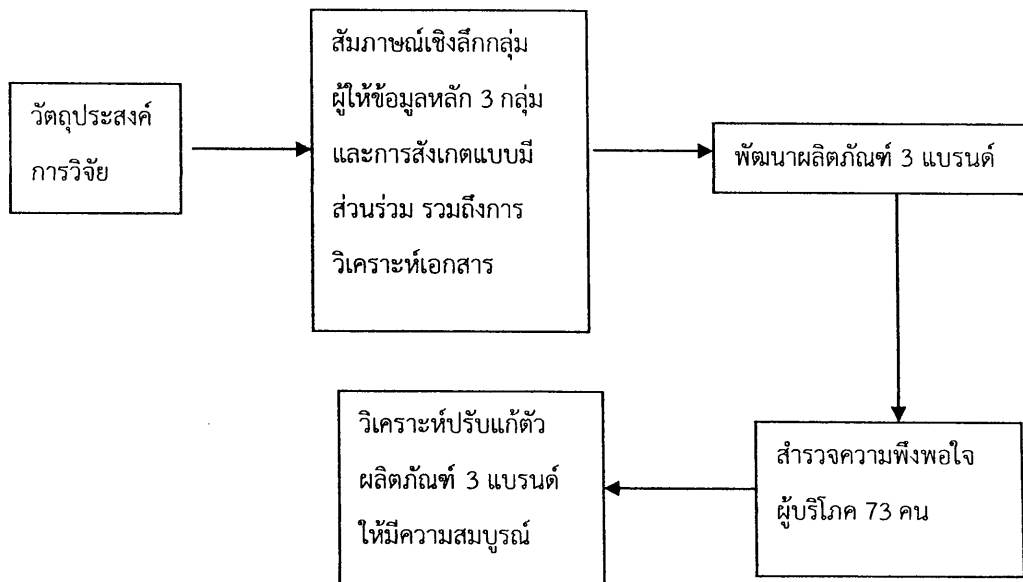 วัตถุประสงค์
การวิจัย
สัมภาษณ์เชิงลึกกลุ่ม
ผู้ให้ข้อมูลหลัก 3 กลุ่ม
และการสังเกตแบบมี
ส่วนร่วม รวมถึงการ
วิเคราะห์เอกสาร
พัฒนาผลิตภัณฑ์ 3 แบรนด์
สำรวจความพึงพอใจ
ผู้บริโภค 73 คน
วิเคราะห์ปรับแก้ตัว
ผลิตภัณฑ์ 3 แบรนด์
ให้มีความสมบูรณ์